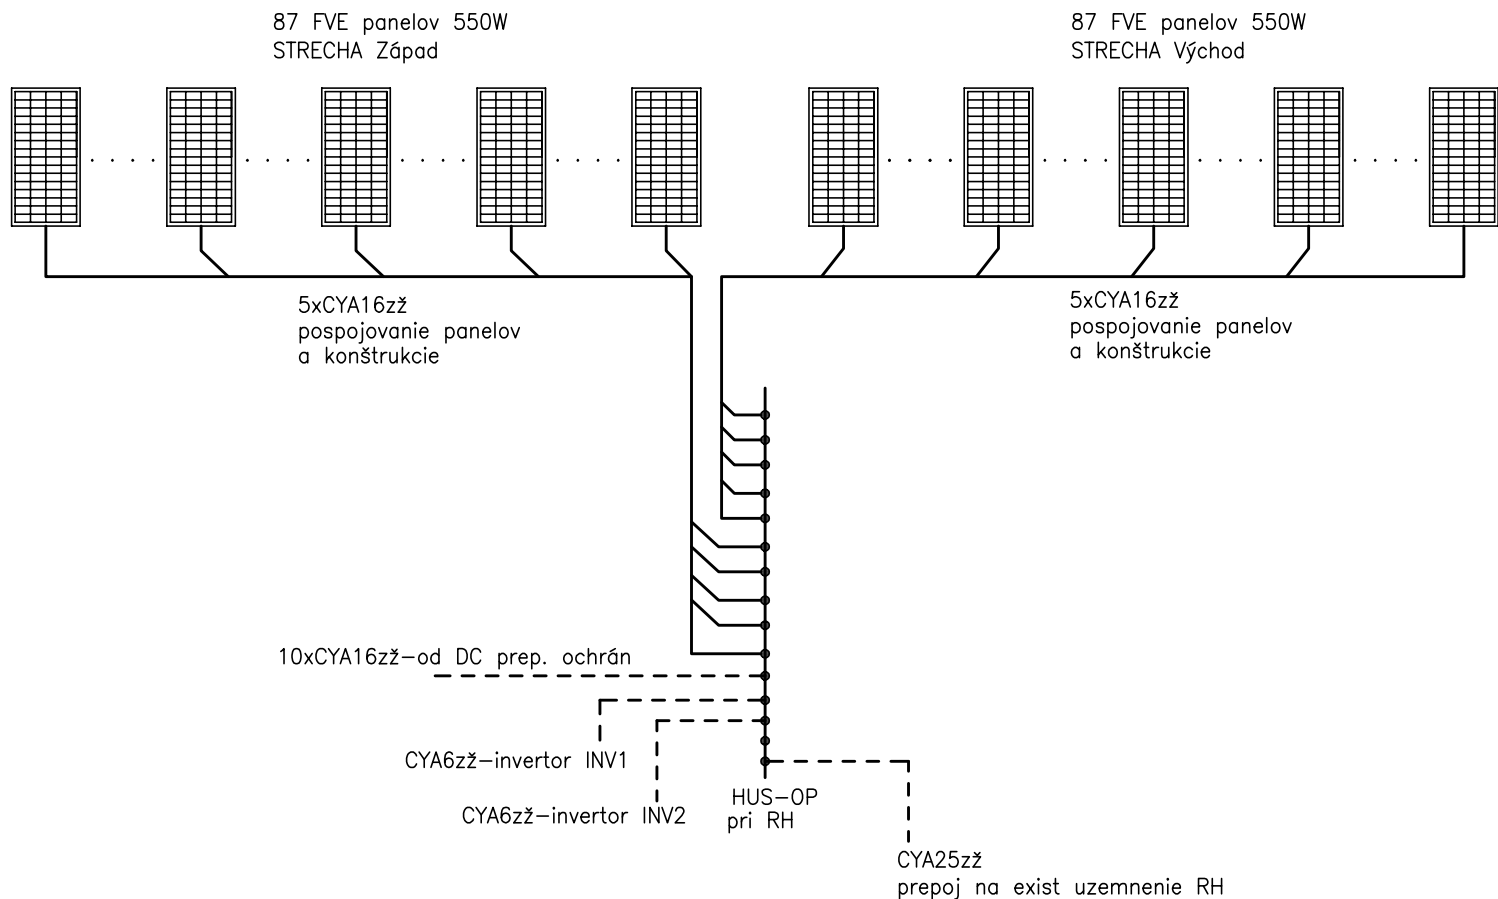 87 FVE panelov 550W
STRECHA Západ
87 FVE panelov 550W
STRECHA Východ
5xCYA16zž
pospojovanie panelov
a konštrukcie
5xCYA16zž
pospojovanie panelov
a konštrukcie
10xCYA16zž-od DC prep. ochrán
CYA6zž-invertor INV1
CYA6zž-invertor INV2
HUS-OP
pri RH
CYA25zž
prepoj na exist uzemnenie RH